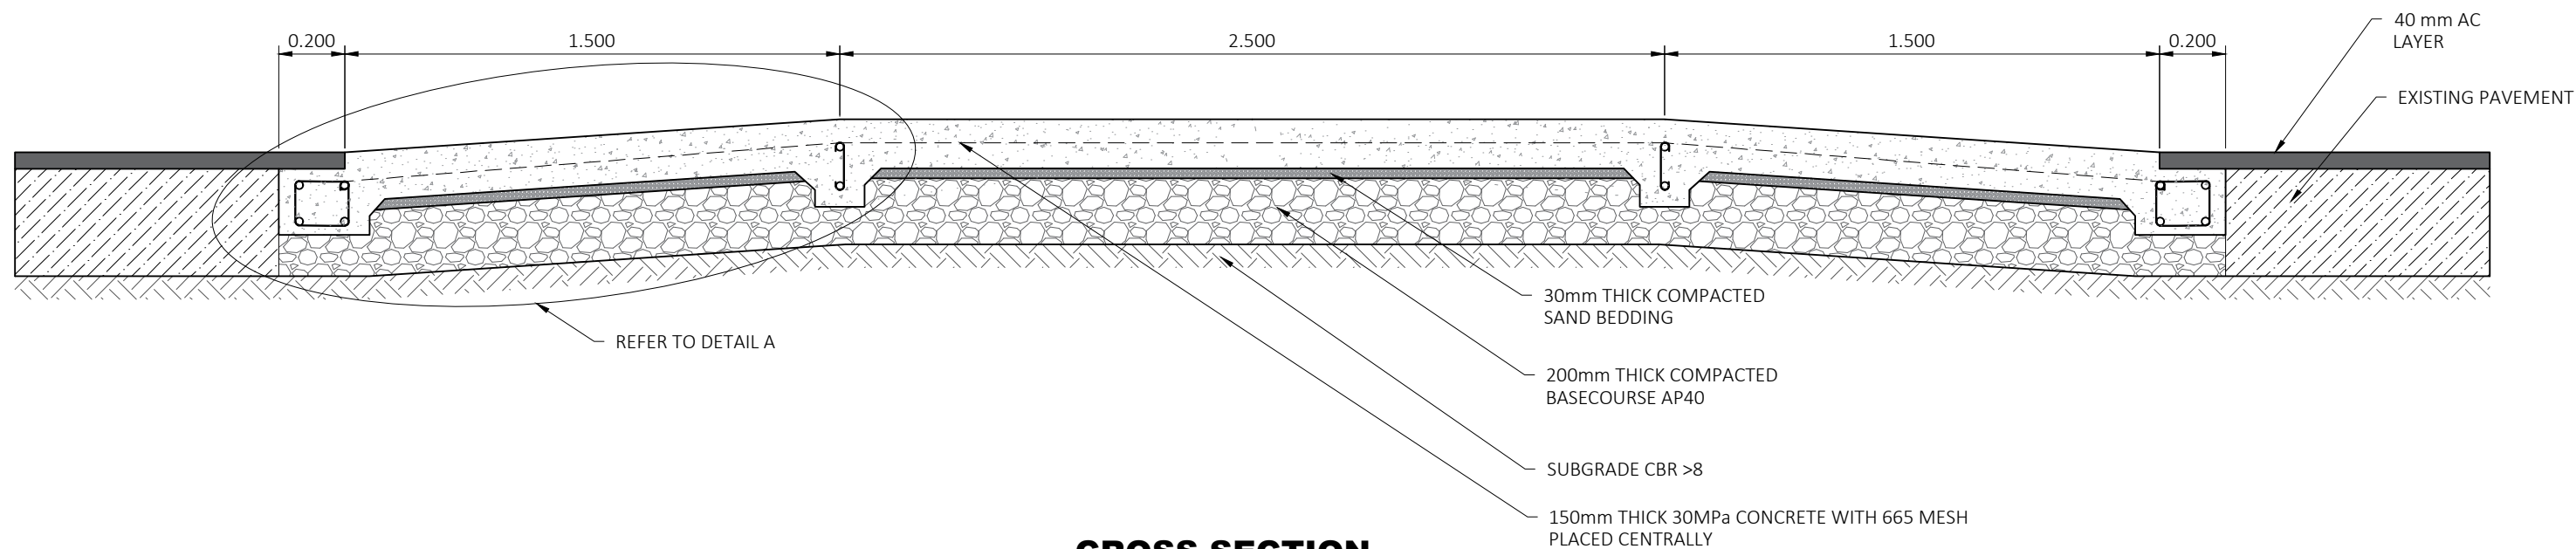 0.200
1.500
2.500
1.500
0.200
40 mm AC
LAYER
EXISTING PAVEMENT
30mm THICK COMPACTED
SAND BEDDING
REFER TO DETAIL A
200mm THICK COMPACTED
BASECOURSE AP40
SUBGRADE CBR >8
150mm THICK 30MPa CONCRETE WITH 665 MESH
PLACED CENTRALLY
CROSS SECTION